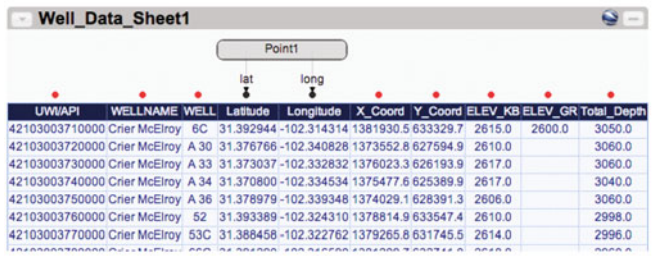 Well_Data_Sheet1
Point1
lat long
UWI/API WELLNAME WELL Latitude Longitude X_Coord Y_Coord ELEV_KB ELEV_GR Total_Depth
42103003710000 Crier McElroy 6C 31.392944 -102.314314 1381930.5 633329.7 2615.0 2600.0 3050.0
42103003720000 Crier McElroy A 30 31.376766 -102.340828 1373552.8 627594.9 2610.0 3060.0
42103003730000 Crier McElroy A 33 31.373037 -102.332832 1376023.3 626193.9 2617.0 3060.0
42103003740000 Crier McElroy A 34 31.370800 -102.334534 1375477.6 625389.9 2617.0 3040.0
42103003750000 Crier McElroy A 36 31.378979 -102.339348 1374029.1 628391.3 2606.0 3060.0
42103003760000 Crier McElroy 52 31.393389 -102.324310 1378814.9 633547.4 2610.0 2998.0
42103003770000 Crier McElroy 53C 31.388458 -102.322762 1379265.8 631745.5 2614.0 2996.0